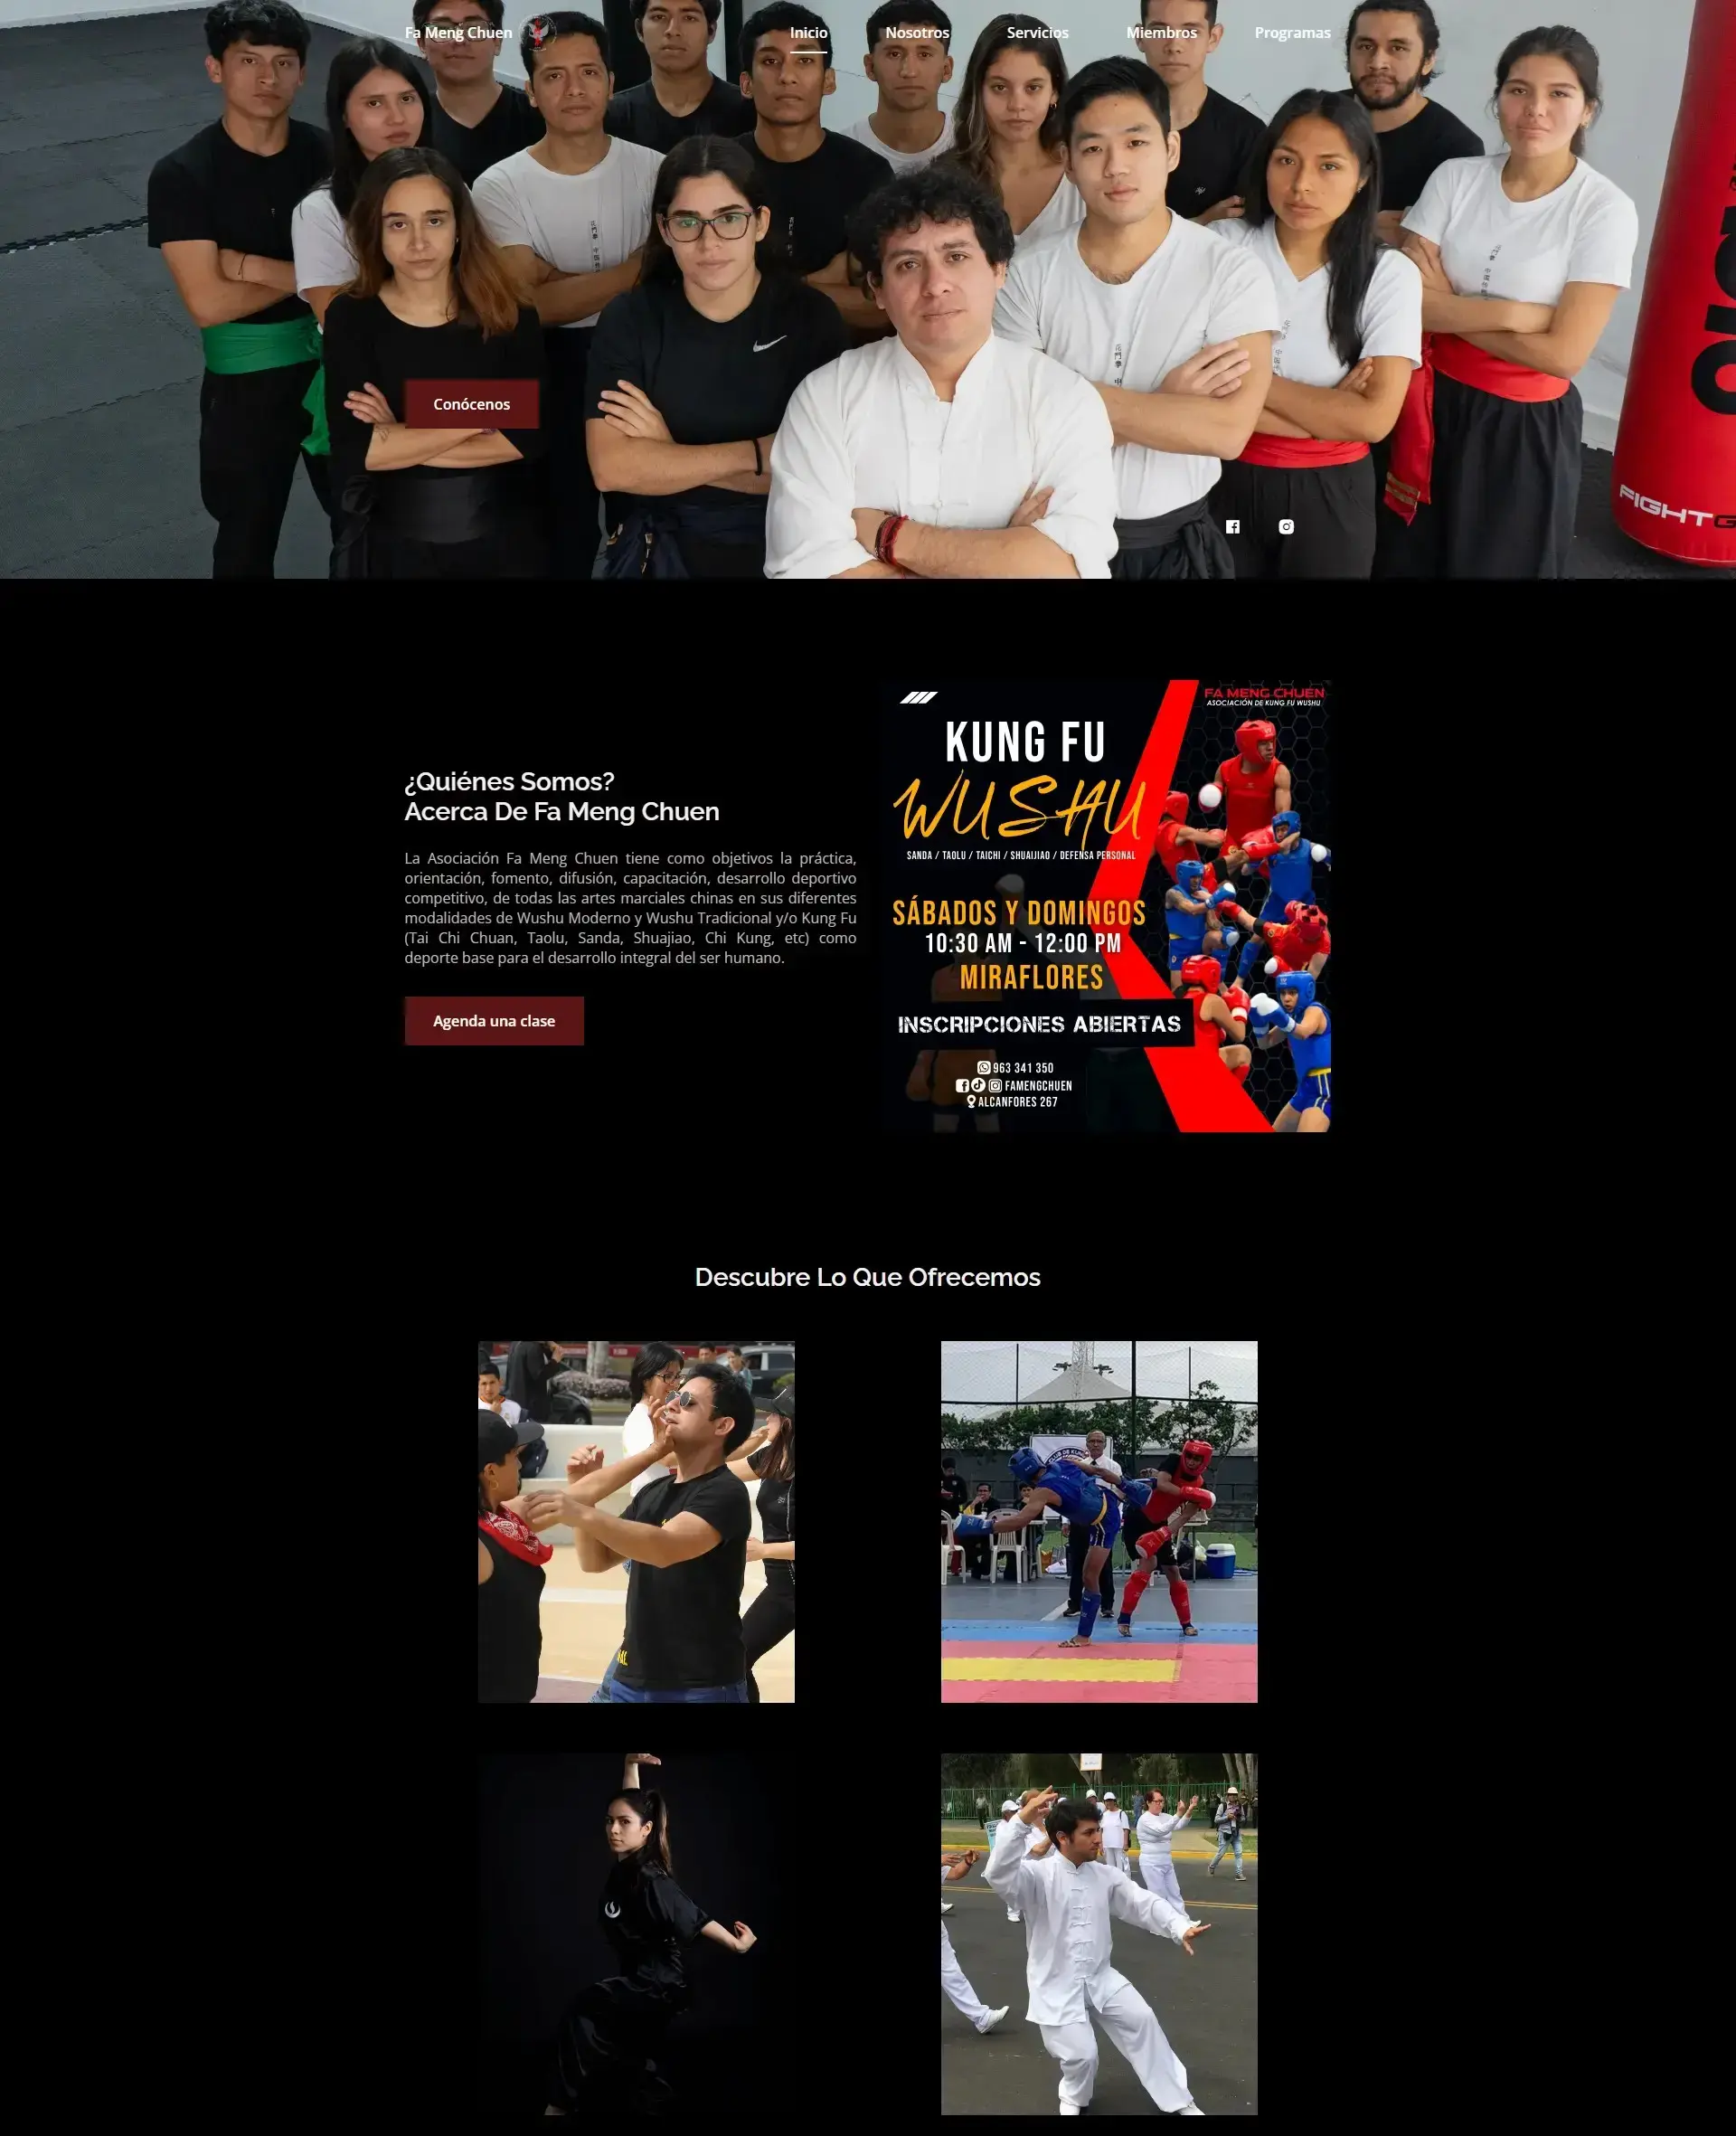 Fa Meng Chuen
Inicio
Nosotros
Servicios
Miembros
Programas
屯門拳 中国
Conócenos
FIGHTG
¿Quiénes Somos?
Acerca De Fa Meng Chuen
La Asociación Fa Meng Chuen tiene como objetivos la práctica,
orientación, fomento, difusión, capacitación, desarrollo deportivo
competitivo, de todas las artes marciales chinas en sus diferentes
modalidades de Wushu Moderno y Wushu Tradicional y/o Kung Fu
(Tai Chi Chuan, Taolu, Sanda, Shuajiao, Chi Kung, etc) como
deporte base para el desarrollo integral del ser humano.
Agenda una clase
FA MENG CHUEN
ASOCIACIÓN DE KUNG FU WUSHU
KUNG FU
WUSHU
SANDA / TAOLU / TAICHI / SHUAIJIAO / DEFENSA PERSONAL
SÁBADOS Y DOMINGOS
10:30 AM - 12:00 PM
MIRAFLORES
INSCRIPCIONES ABIERTAS
963 341 350
FAMENGCHUEN
ALCANFORES 267
Descubre Lo Que Ofrecemos